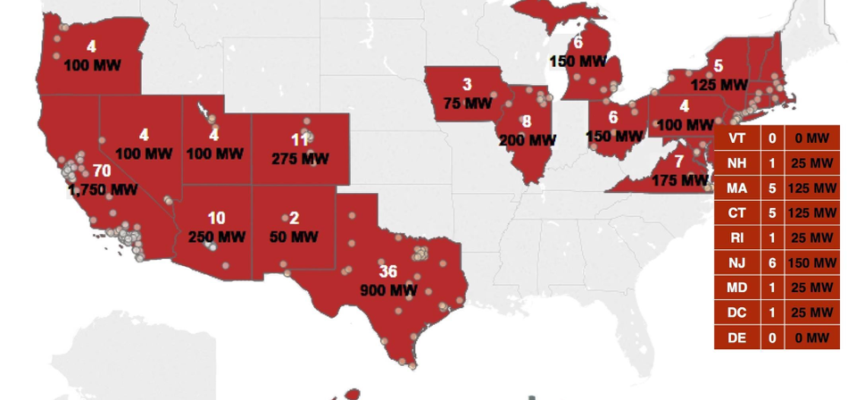 4
100 MW
6
150 MW
5
125 MW
3
75 MW
4
100 MW
8
200 MW
6
150 MW
4
100 MW
4
100 MW
11
275 MW
7
175 MW
70
1,750 MW
10
250 MW
2
50 MW
36
900 MW
VT 0 0 MW
NH 1 25 MW
MA 5 125 MW
CT 5 125 MW
RI 1 25 MW
NJ 6 150 MW
MD 1 25 MW
DC 1 25 MW
DE 0 0 MW